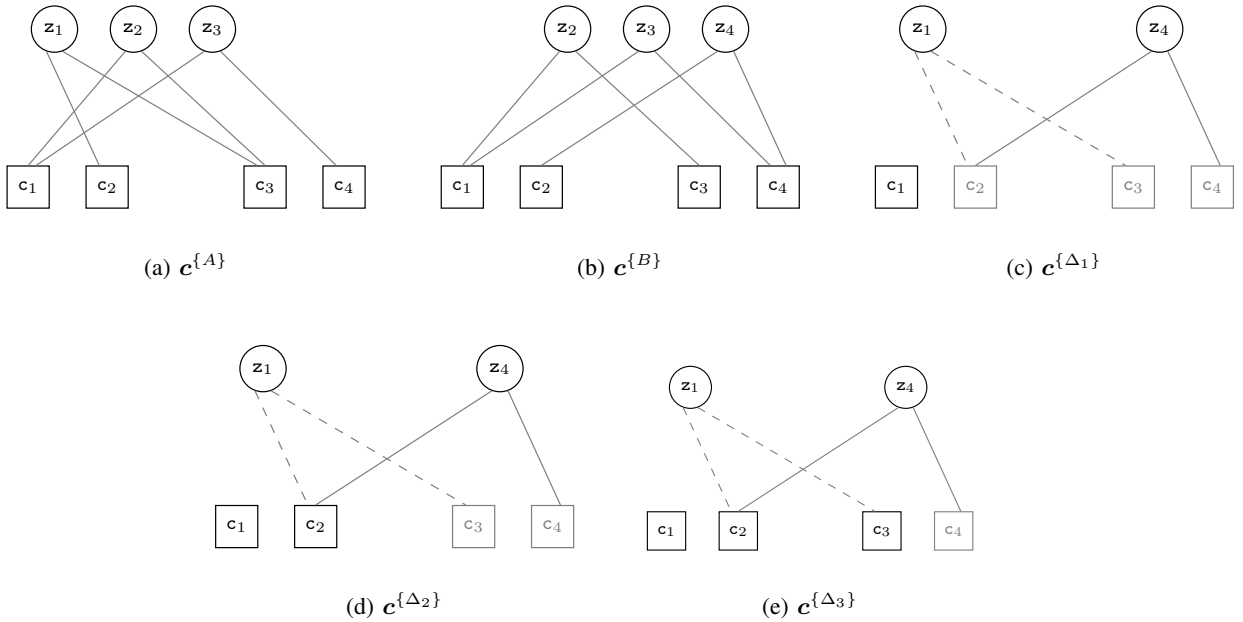 z₁ z₂ z₃
c₁ c₂ c₃ c₄
(a) c^{A}
z₂ z₃ z₄
c₁ c₂ c₃ c₄
(b) c^{B}
z₁ z₄
c₁ c₂ c₃ c₄
(c) c^{Δ₁}
z₁ z₄
c₁ c₂ c₃ c₄
(d) c^{Δ₂}
z₁ z₄
c₁ c₂ c₃ c₄
(e) c^{Δ₃}